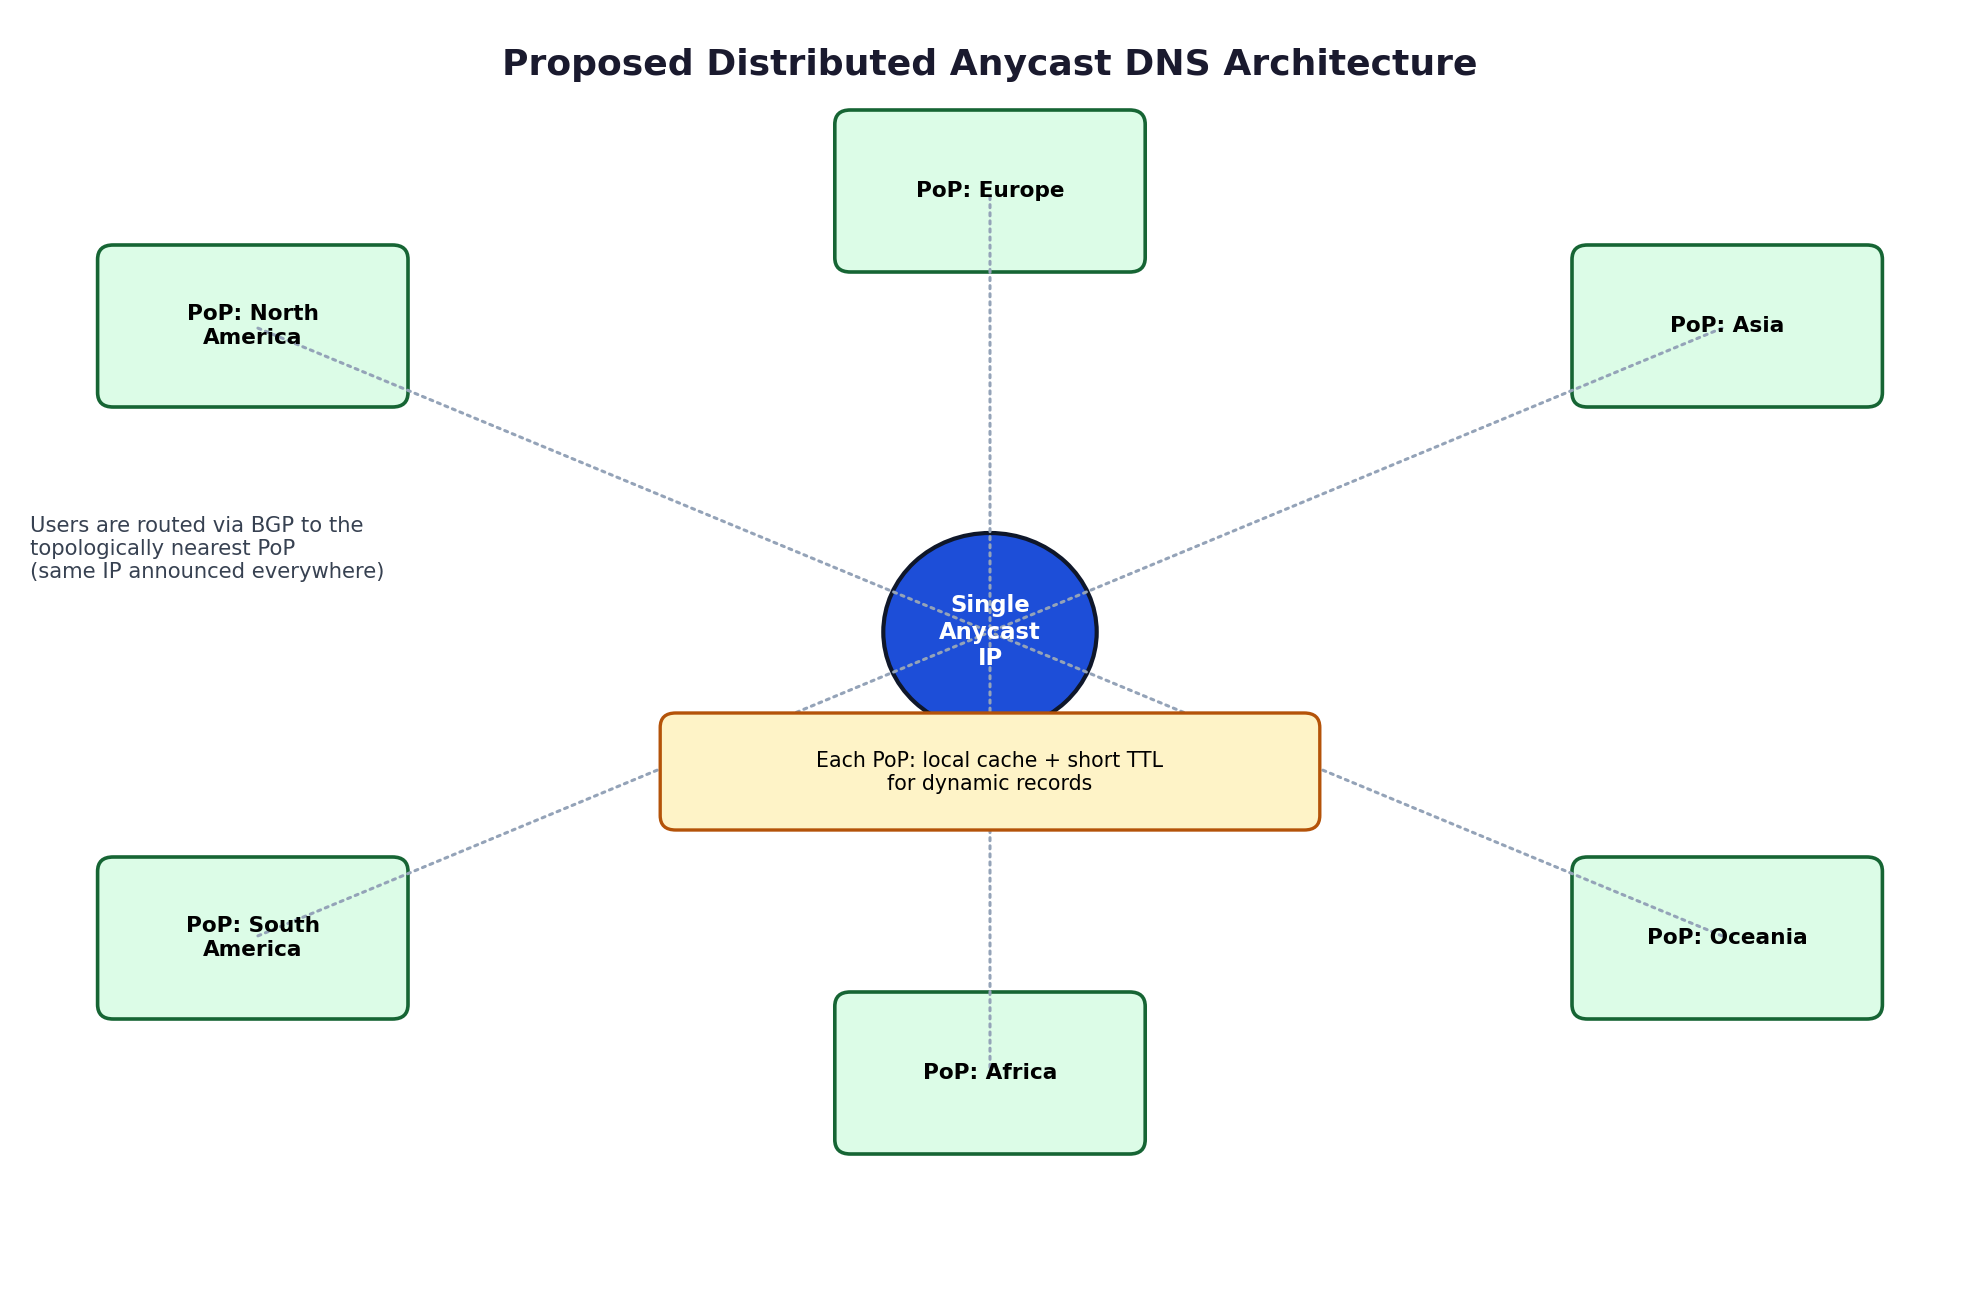 Proposed Distributed Anycast DNS Architecture
PoP: Europe
PoP: North
America
PoP: Asia
Users are routed via BGP to the
topologically nearest PoP
(same IP announced everywhere)
Single
Anycast
IP
Each PoP: local cache + short TTL
for dynamic records
PoP: South
America
PoP: Oceania
PoP: Africa